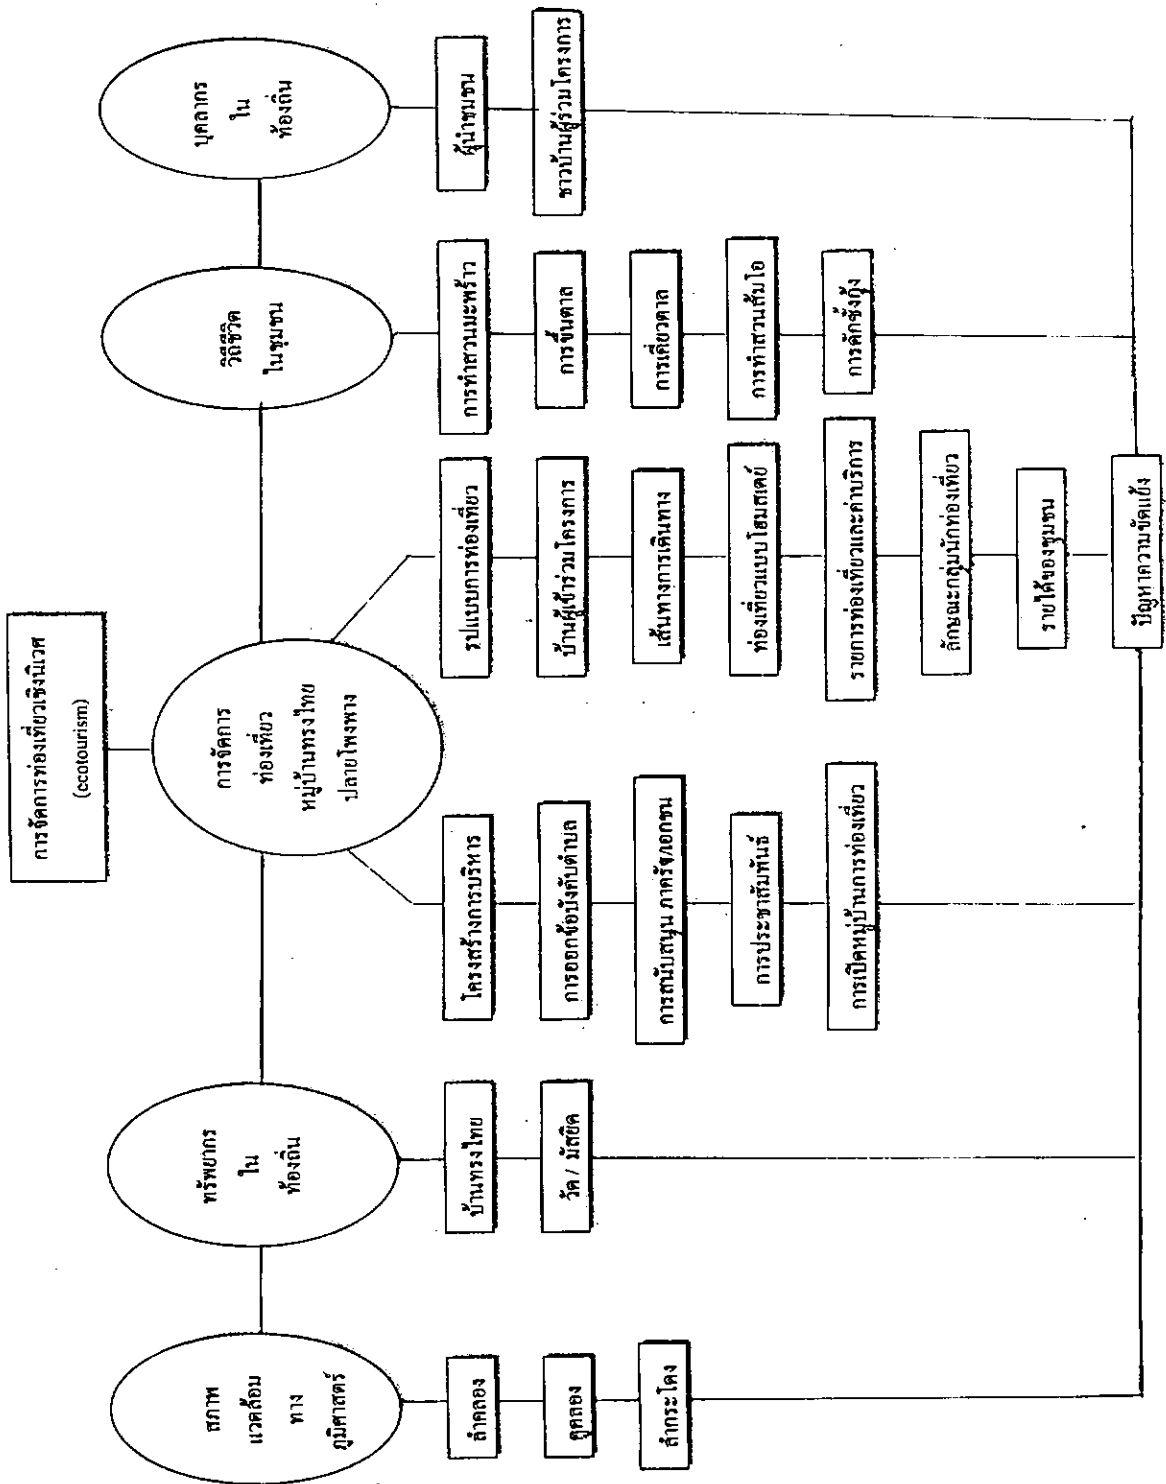 การจัดการท่องเที่ยวเชิงนิเวศ
(ecotourism)
สภาพ
แวดล้อม
ทาง
ภูมิศาสตร์
ทรัพยากร
ใน
ท้องถิ่น
การจัดการ
ท่องเที่ยว
หมู่บ้านทรงไทย
ปลายโพงพาง
วิถีชีวิต
ในชุมชน
บุคลากร
ใน
ท้องถิ่น
ลำคลอง
คูคลอง
ลำกระโดง
บ้านทรงไทย
วัด / มัสยิด
โครงสร้างการบริหาร
การออกข้อบังคับตำบล
การสนับสนุน ภาครัฐ/เอกชน
การประชาสัมพันธ์
การเปิดหมู่บ้านการท่องเที่ยว
รูปแบบการท่องเที่ยว
บ้านผู้เข้าร่วมโครงการ
เส้นทางการเดินทาง
ท่องเที่ยวแบบโฮมสเตย์
รายการท่องเที่ยวและค่าบริการ
ลักษณะกลุ่มนักท่องเที่ยว
รายได้ของชุมชน
การทำสวนมะพร้าว
การขึ้นตาล
การเคี่ยวตาล
การทำสวนส้มโอ
การดักซั้งกุ้ง
ผู้นำชุมชน
ชาวบ้านผู้ร่วมโครงการ
ปัญหาความขัดแย้ง